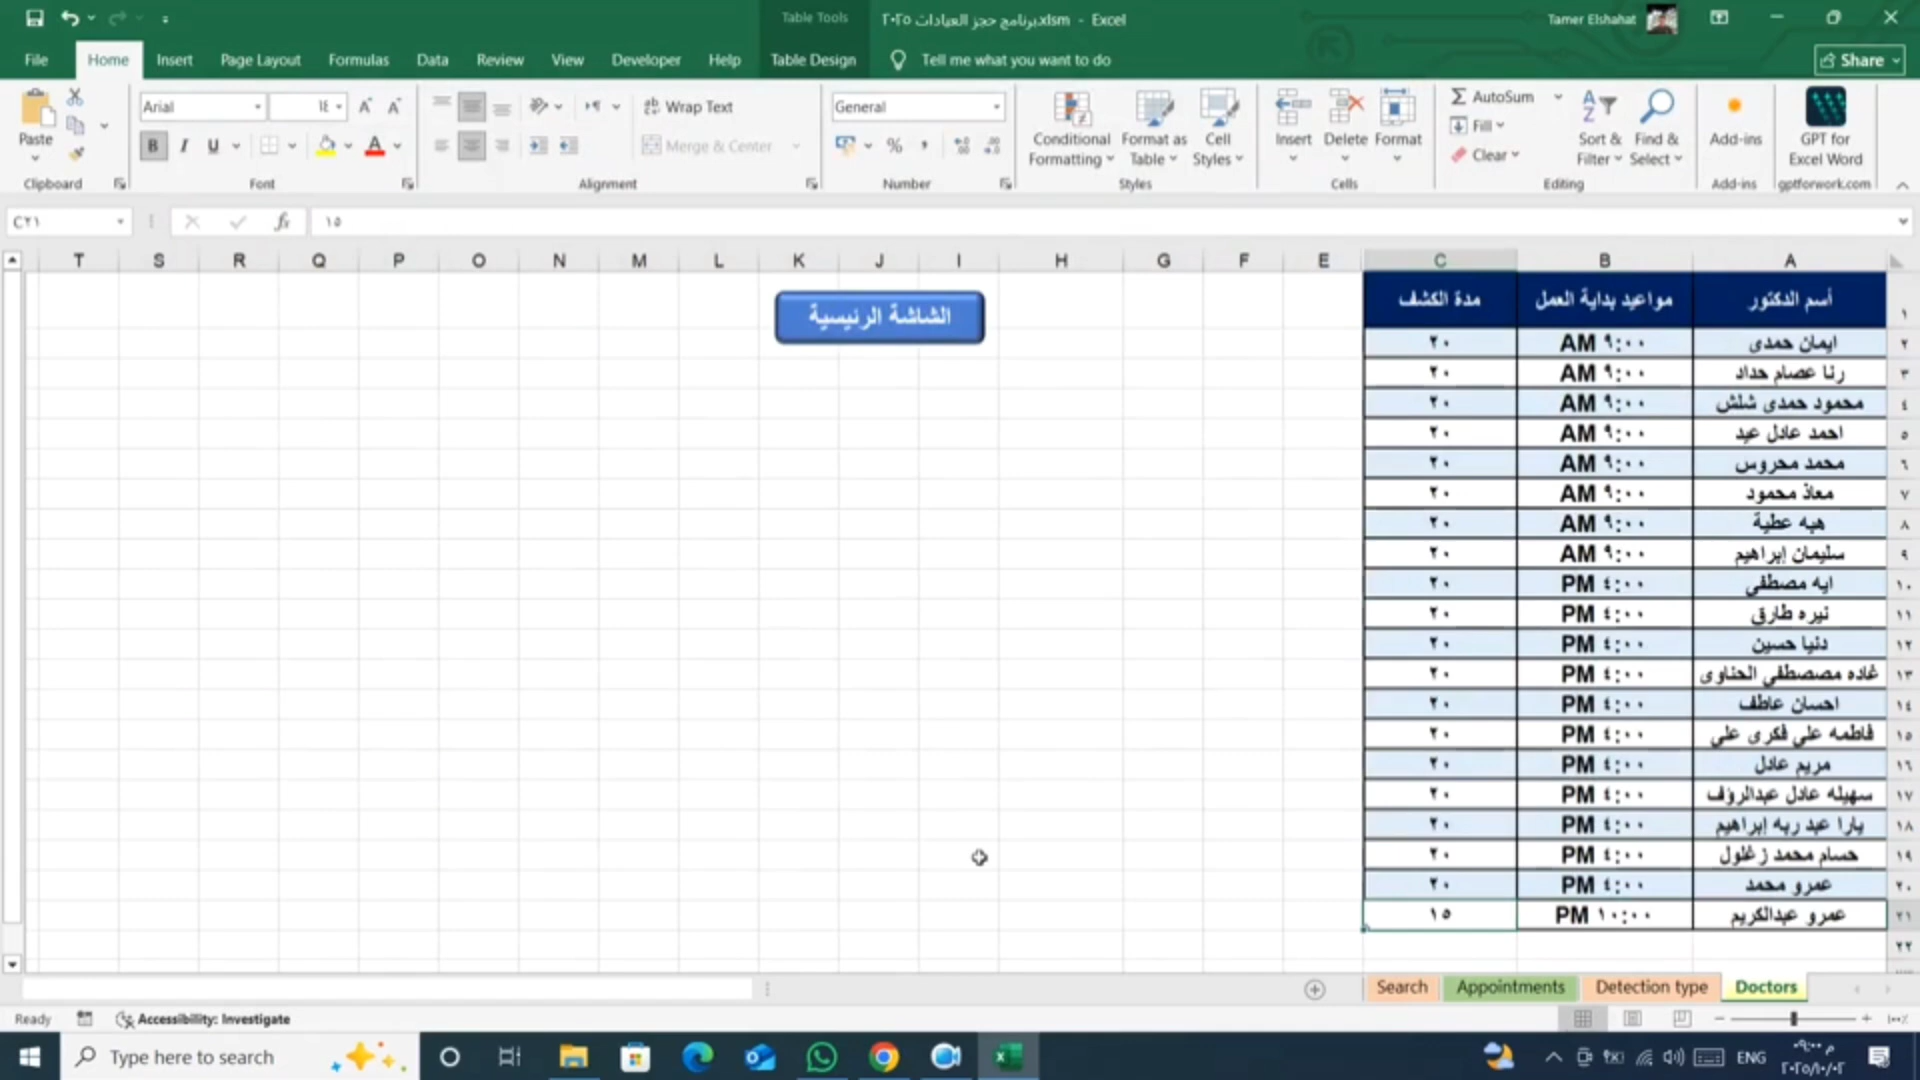 Table Tools
برنامج حجز العيادات ٢٠٢٥.xlsm - Excel
Tamer Elshahat
File Home Insert Page Layout Formulas Data Review View Developer Help Table Design Tell me what you want to do Share
Paste
Clipboard
Arial ١٤
B I U
Font
Wrap Text
Merge & Center
Alignment
General
%
Number
Conditional Formatting
Format as Table
Cell Styles
Styles
Insert Delete Format
Cells
AutoSum
Fill
Clear
Sort & Filter
Find & Select
Editing
Add-ins
Add-ins
GPT for Excel Word
gptforwork.com
C٢١ fx ١٥
T S R Q P O N M L K J I H G F E C B A
الشاشة الرئيسية
١ أسم الدكتور مواعيد بداية العمل مدة الكشف
٢ ايمان حمدى ٩:٠٠ AM ٢٠
٣ رنا عصام حداد ٩:٠٠ AM ٢٠
٤ محمود حمدى شلش ٩:٠٠ AM ٢٠
٥ احمد عادل عيد ٩:٠٠ AM ٢٠
٦ محمد محروس ٩:٠٠ AM ٢٠
٧ معاذ محمود ٩:٠٠ AM ٢٠
٨ هبه عطية ٩:٠٠ AM ٢٠
٩ سليمان إبراهيم ٩:٠٠ AM ٢٠
١٠ ايه مصطفى ٤:٠٠ PM ٢٠
١١ نيره طارق ٤:٠٠ PM ٢٠
١٢ دنيا حسين ٤:٠٠ PM ٢٠
١٣ غاده مصصطفى الحناوى ٤:٠٠ PM ٢٠
١٤ احسان عاطف ٤:٠٠ PM ٢٠
١٥ فاطمه على فكرى على ٤:٠٠ PM ٢٠
١٦ مريم عادل ٤:٠٠ PM ٢٠
١٧ سهيله عادل عبدالرؤف ٤:٠٠ PM ٢٠
١٨ يارا عبد ربه إبراهيم ٤:٠٠ PM ٢٠
١٩ حسام محمد زغلول ٤:٠٠ PM ٢٠
٢٠ عمرو محمد ٤:٠٠ PM ٢٠
٢١ عمرو عبدالكريم ١٠:٠٠ PM ١٥
٢٢
Search Appointments Detection type Doctors
Ready Accessibility: Investigate ١٠٠٪
Type here to search
ENG
٠٩:٠٠ م
٢٠٢٥/١٠/٠٢